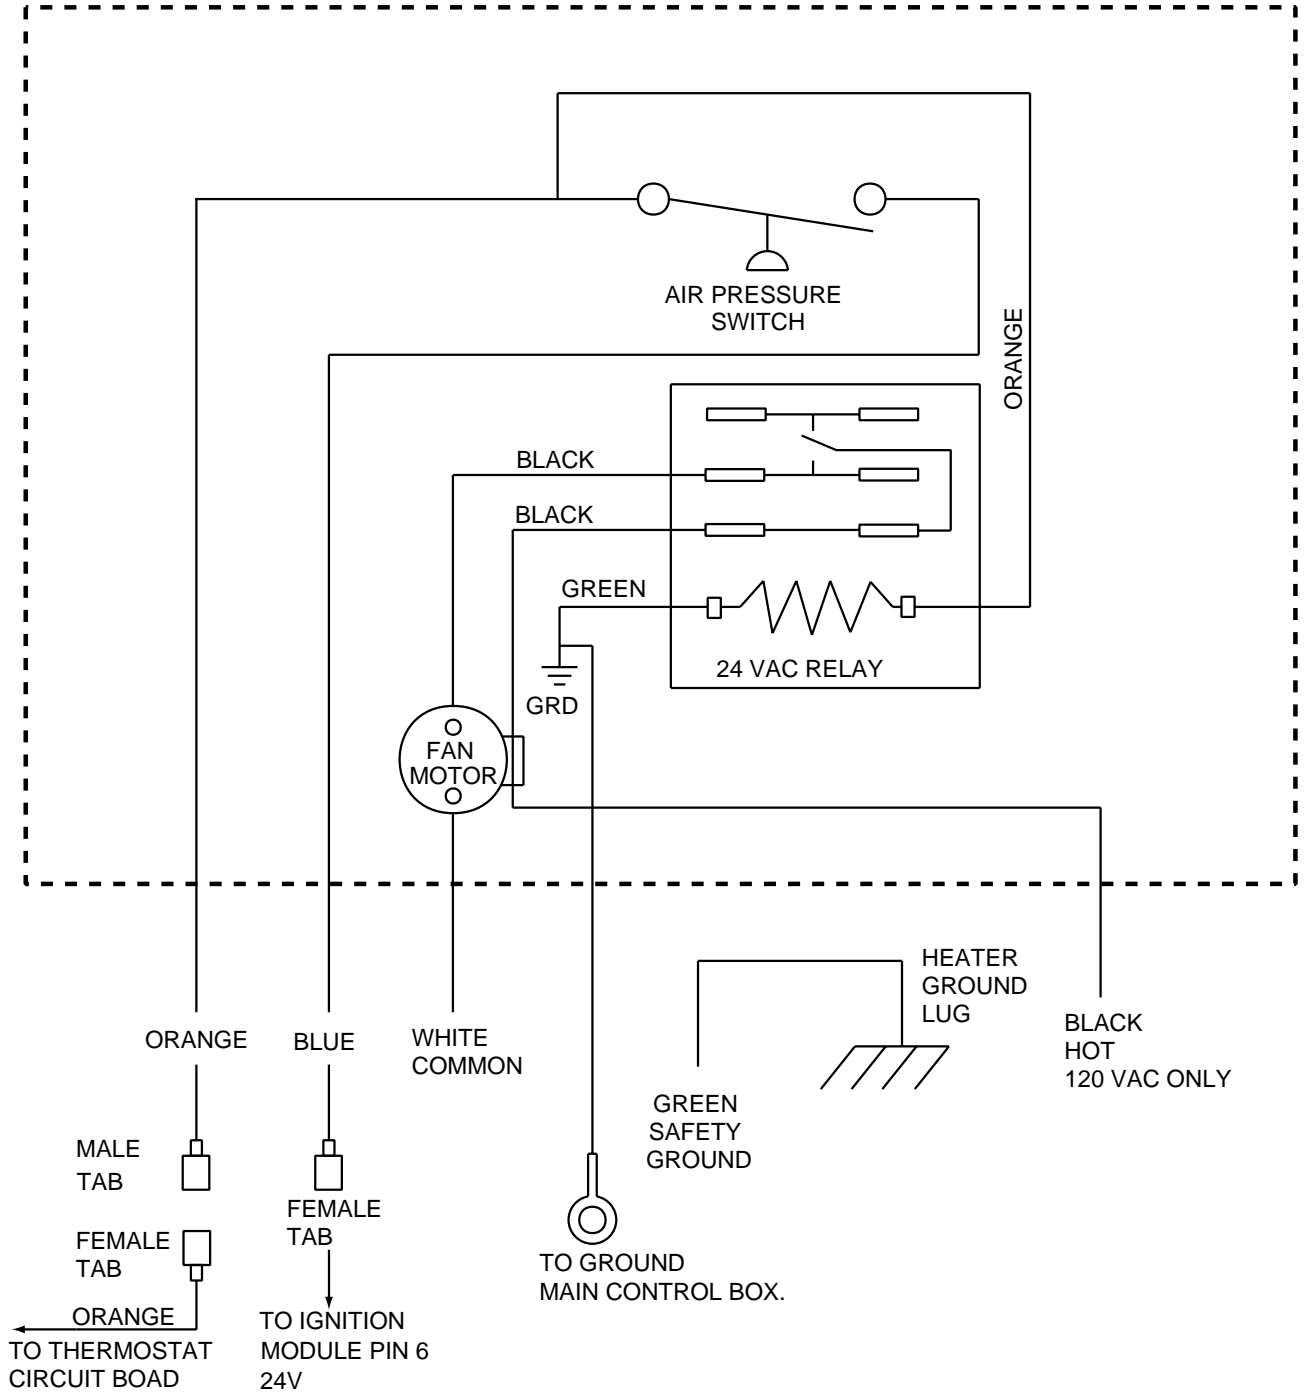 AIR PRESSURE
SWITCH
ORANGE
BLACK
BLACK
GREEN
24 VAC RELAY
GRD
FAN
MOTOR
HEATER
GROUND
LUG
ORANGE
BLUE
WHITE
COMMON
BLACK
HOT
120 VAC ONLY
GREEN
SAFETY
GROUND
MALE
TAB
FEMALE
TAB
FEMALE
TAB
TO GROUND
MAIN CONTROL BOX.
ORANGE
TO THERMOSTAT
CIRCUIT BOAD
TO IGNITION
MODULE PIN 6
24V